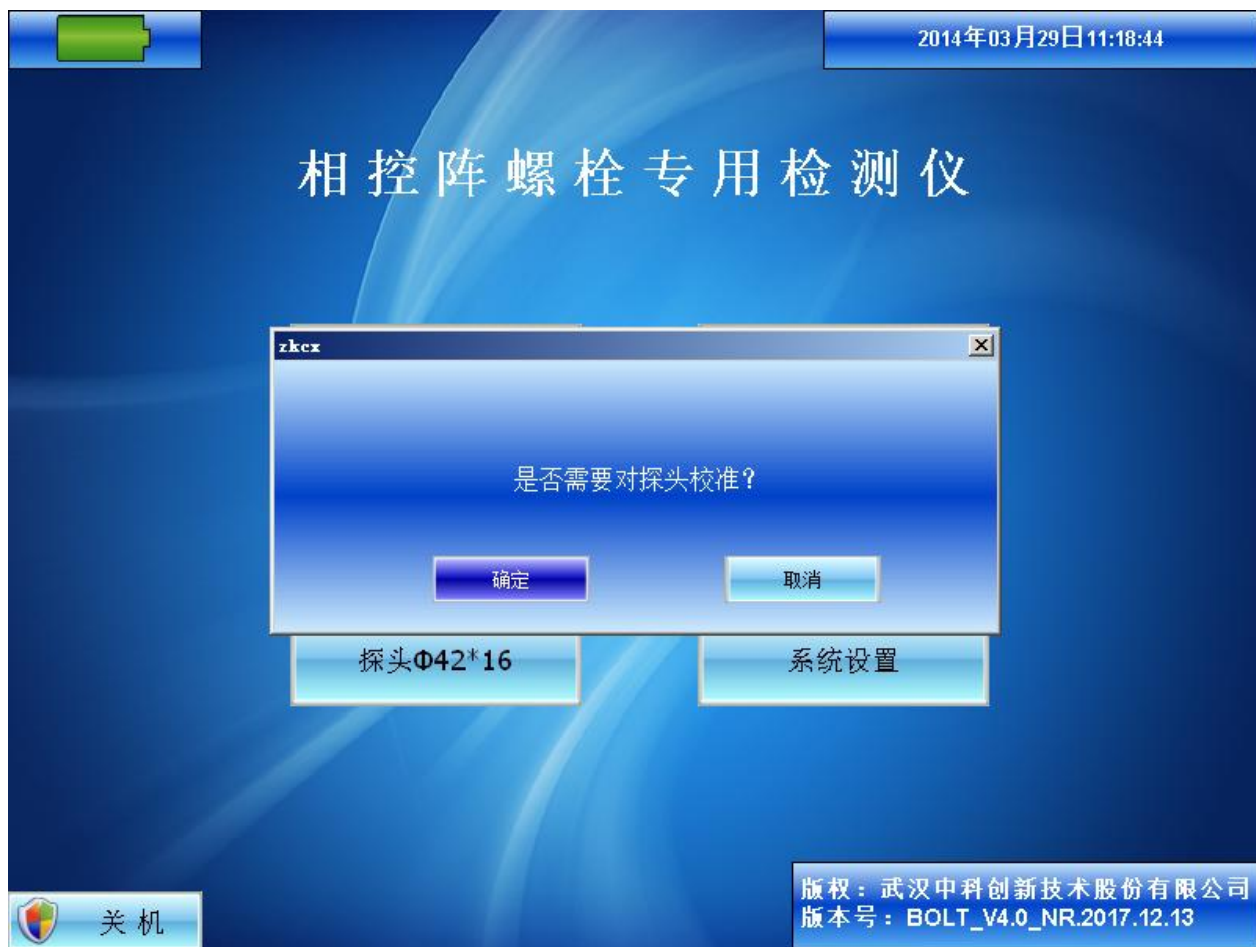 2014年03月29日11:18:44
相控阵螺栓专用检测仪
zkcx
是否需要对探头校准?
确定
取消
探头Φ42*16
系统设置
关机
版权：武汉中科创新技术股份有限公司
版本号：BOLT_V4.0_NR.2017.12.13